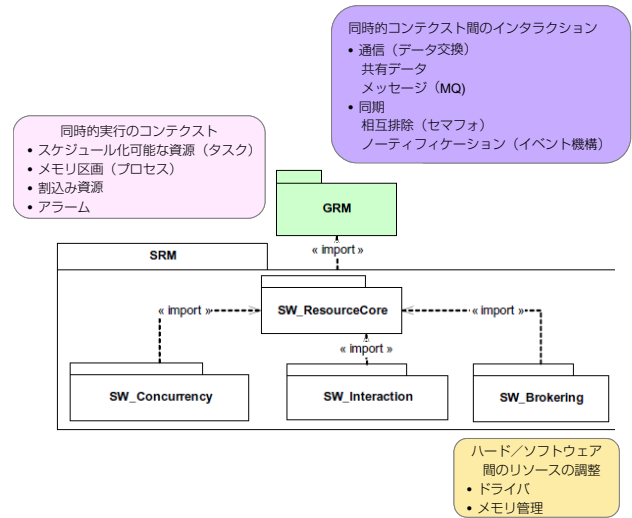 同時的コンテクスト間のインタラクション
• 通信（データ交換）
共有データ
メッセージ（MQ)
• 同期
相互排除（セマフォ）
ノーティフィケーション（イベント機構）
同時的実行のコンテクスト
• スケジュール化可能な資源（タスク）
• メモリ区画（プロセス）
• 割込み資源
• アラーム
GRM
« import »
SRM
SW_ResourceCore
« import »
« import »
« import »
SW_Concurrency
SW_Interaction
SW_Brokering
ハード／ソフトウェア
間のリソースの調整
• ドライバ
• メモリ管理